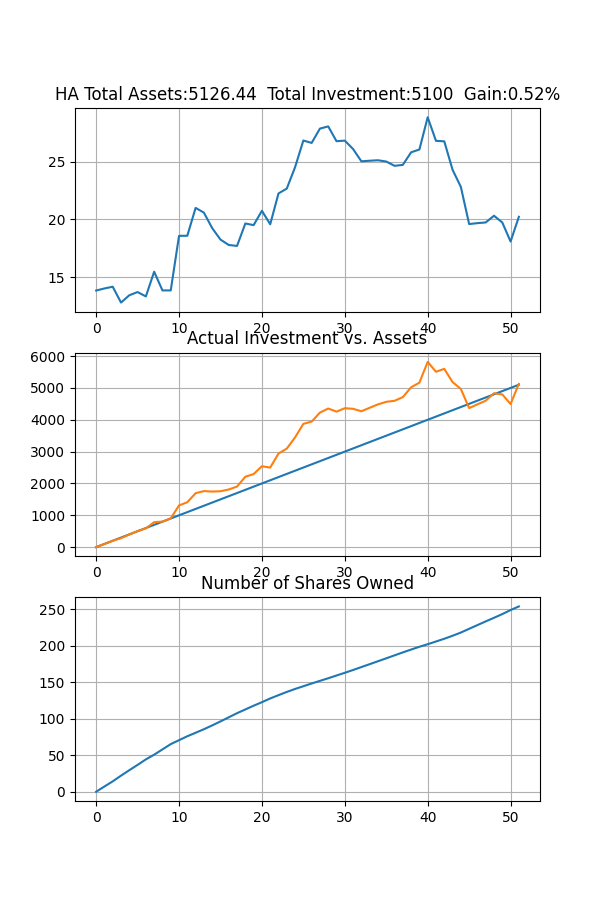 HA Total Assets:5126.44  Total Investment:5100  Gain:0.52%
25
20
15
0 10 20 30 40 50
Actual Investment vs. Assets
6000
5000
4000
3000
2000
1000
0
0 10 20 30 40 50
Number of Shares Owned
250
200
150
100
50
0
0 10 20 30 40 50